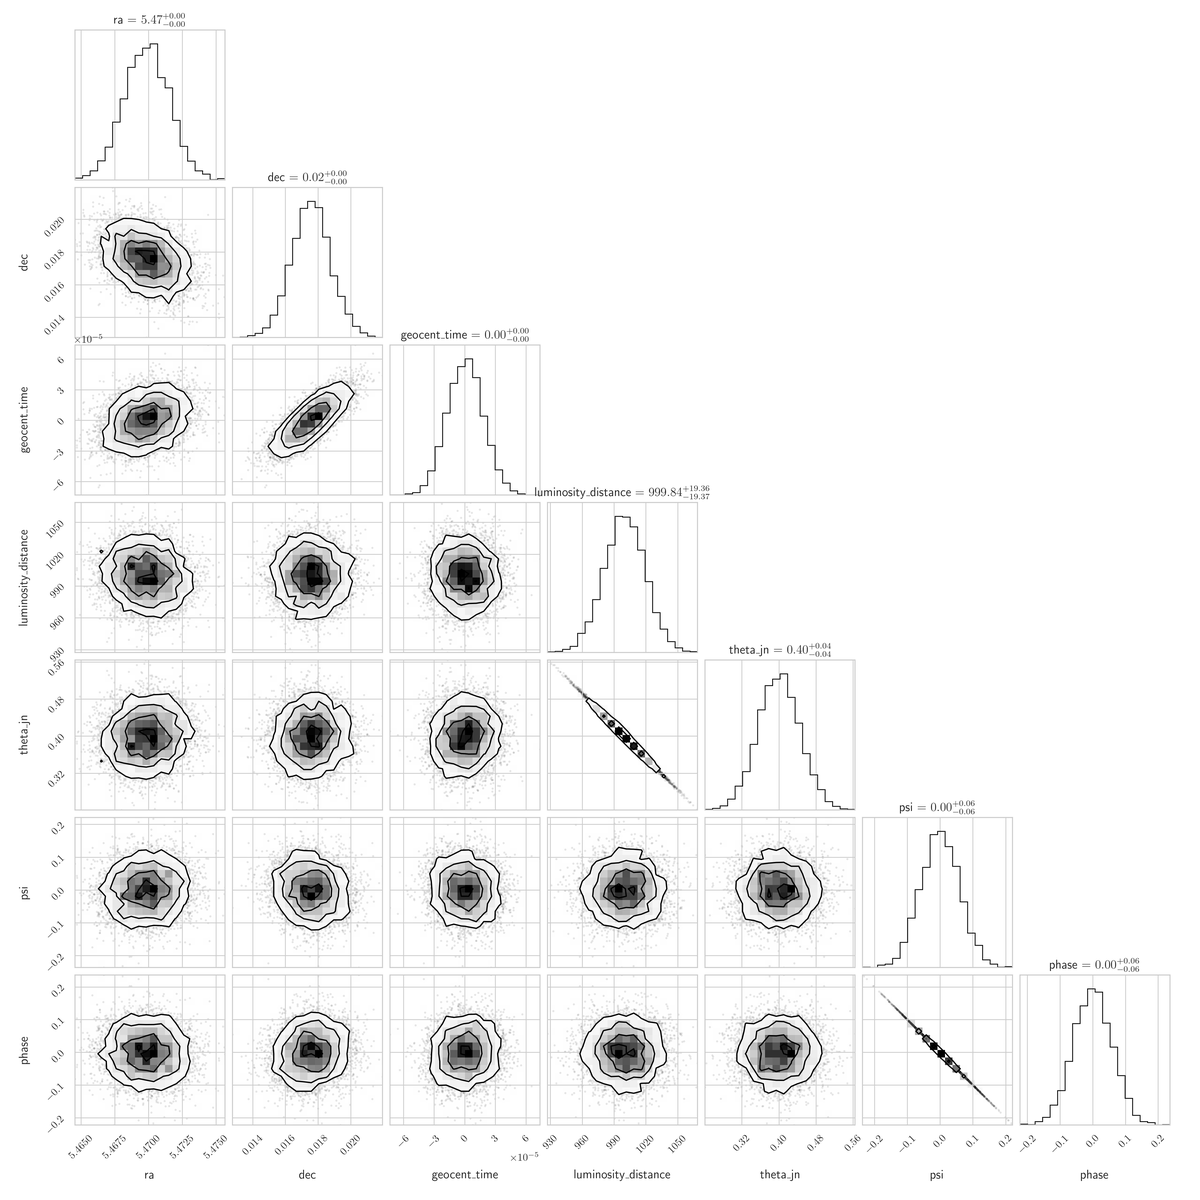 ra = 5.47+0.00−0.00
dec = 0.02+0.00−0.00
0.020
0.018
0.016
0.014
dec
×10−5
geocent_time = 0.00+0.00−0.00
6
3
0
−3
−6
geocent_time
luminosity_distance = 999.84+19.36−19.37
1050
1020
990
960
930
luminosity_distance
theta_jn = 0.40+0.04−0.04
0.56
0.48
0.40
0.32
theta_jn
psi = 0.00+0.06−0.06
0.2
0.1
0.0
−0.1
−0.2
psi
phase = 0.00+0.06−0.06
0.2
0.1
0.0
−0.1
−0.2
phase
5.4650 5.4675 5.4700 5.4725 5.4750 0.014 0.016 0.018 0.020 −6 −3 0 3 6 930 960 990 1020 1050 0.32 0.40 0.48 0.56 −0.2 −0.1 0.0 0.1 0.2 −0.2 −0.1 0.0 0.1 0.2
×10−5
ra dec geocent_time luminosity_distance theta_jn psi phase